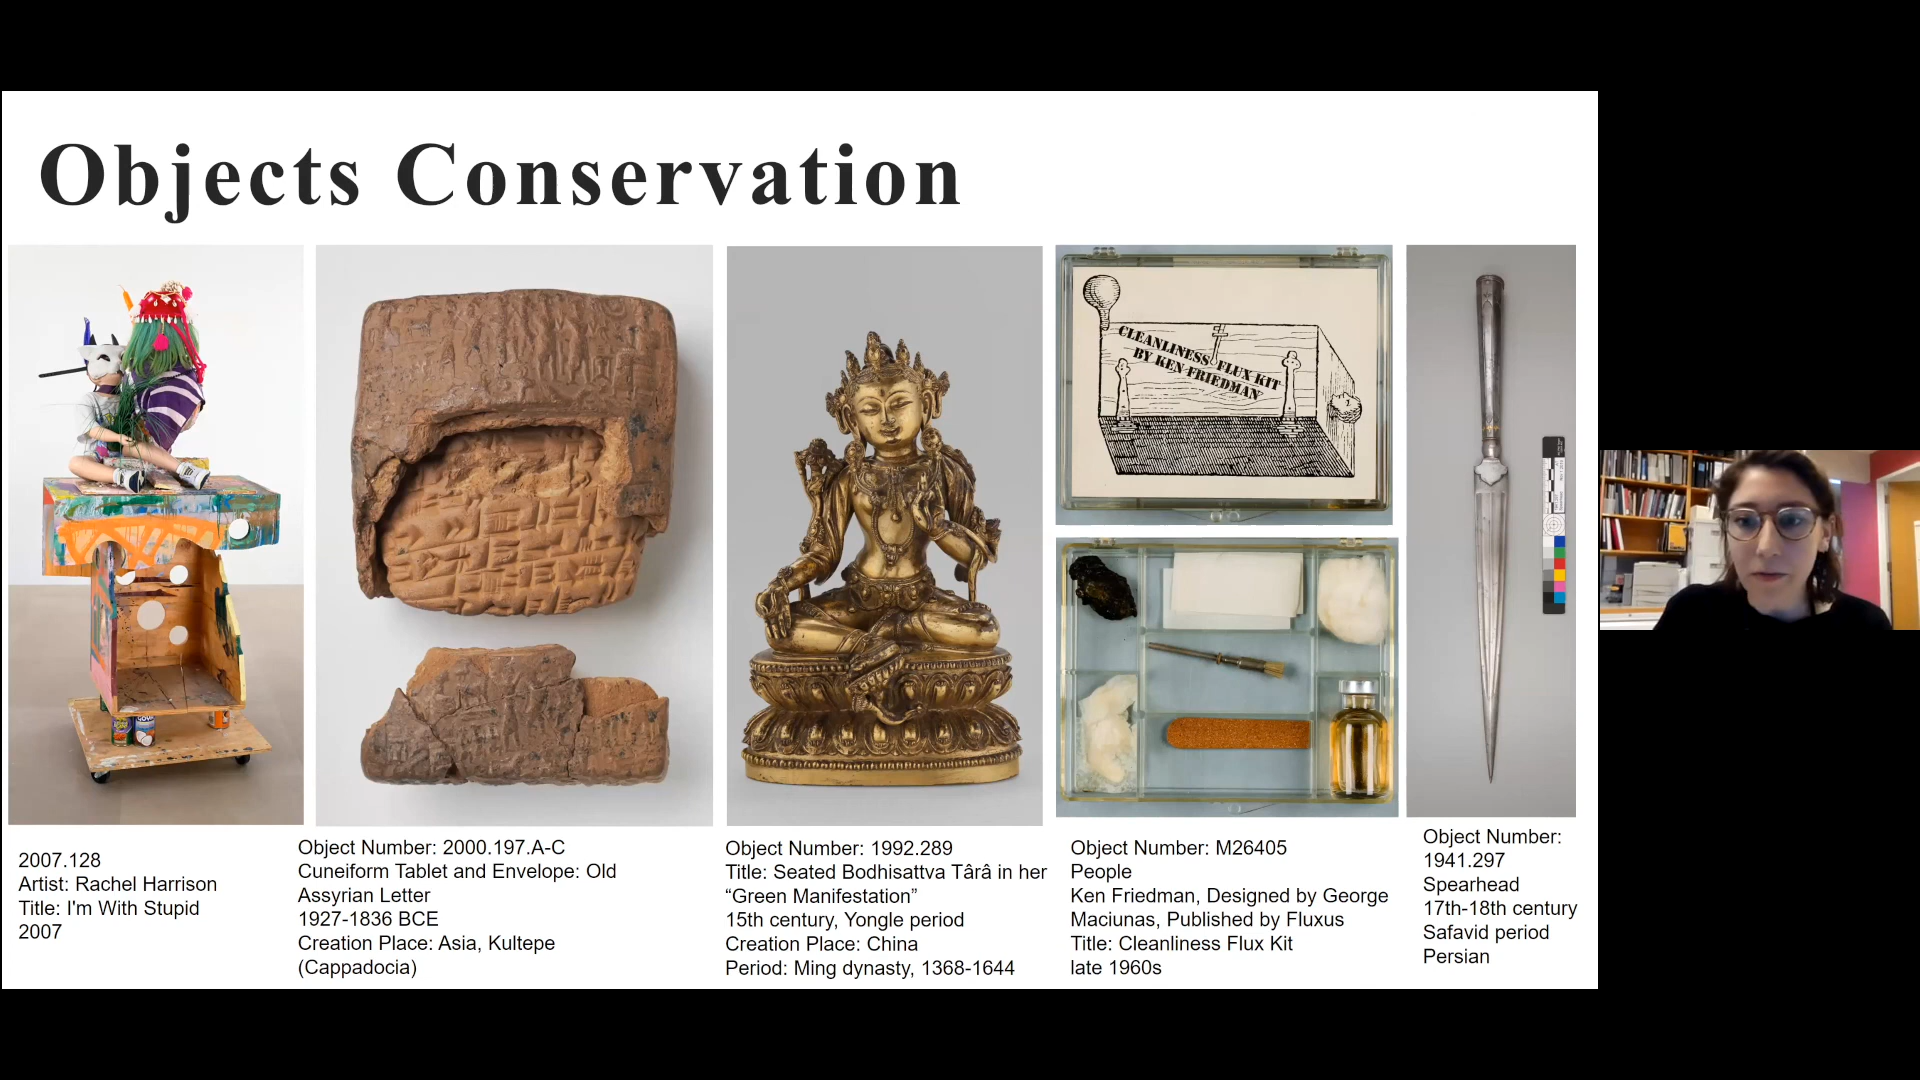 Objects Conservation
CLEANLINESS FLUX KIT
BY KEN FRIEDMAN
2007.128
Artist: Rachel Harrison
Title: I'm With Stupid
2007
Object Number: 2000.197.A-C
Cuneiform Tablet and Envelope: Old
Assyrian Letter
1927-1836 BCE
Creation Place: Asia, Kultepe
(Cappadocia)
Object Number: 1992.289
Title: Seated Bodhisattva Târâ in her
“Green Manifestation”
15th century, Yongle period
Creation Place: China
Period: Ming dynasty, 1368-1644
Object Number: M26405
People
Ken Friedman, Designed by George
Maciunas, Published by Fluxus
Title: Cleanliness Flux Kit
late 1960s
Object Number:
1941.297
Spearhead
17th-18th century
Safavid period
Persian